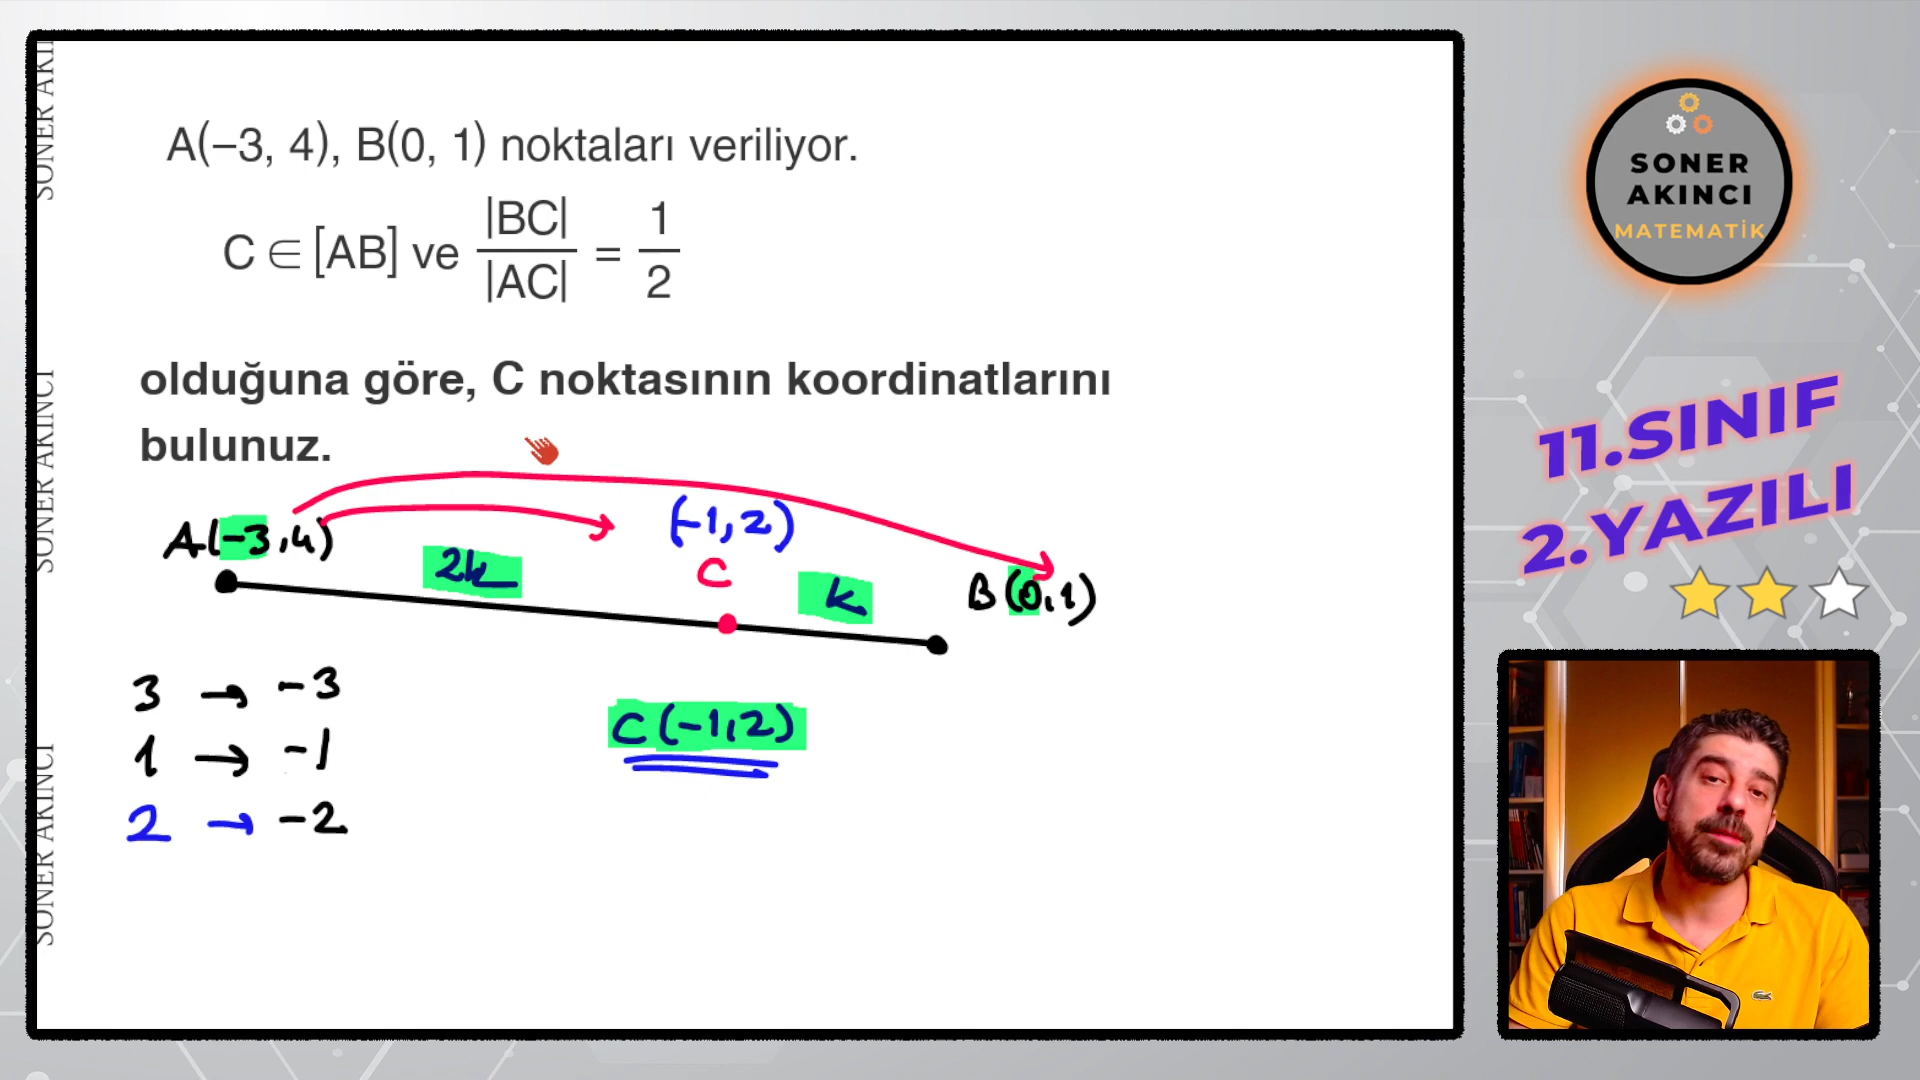 A(–3, 4), B(0, 1) noktaları veriliyor.
C ∈ [AB] ve |BC| / |AC| = 1 / 2
olduğuna göre, C noktasının koordinatlarını
bulunuz.
A(-3,4)
2k
(-1,2)
C
k
B(0,1)
3 → -3
1 → -1
2 → -2
C(-1,2)
SONER AKINCI
SONER AKINCI
SONER AKI
SONER
AKINCI
MATEMATİK
11.SINIF
2.YAZILI